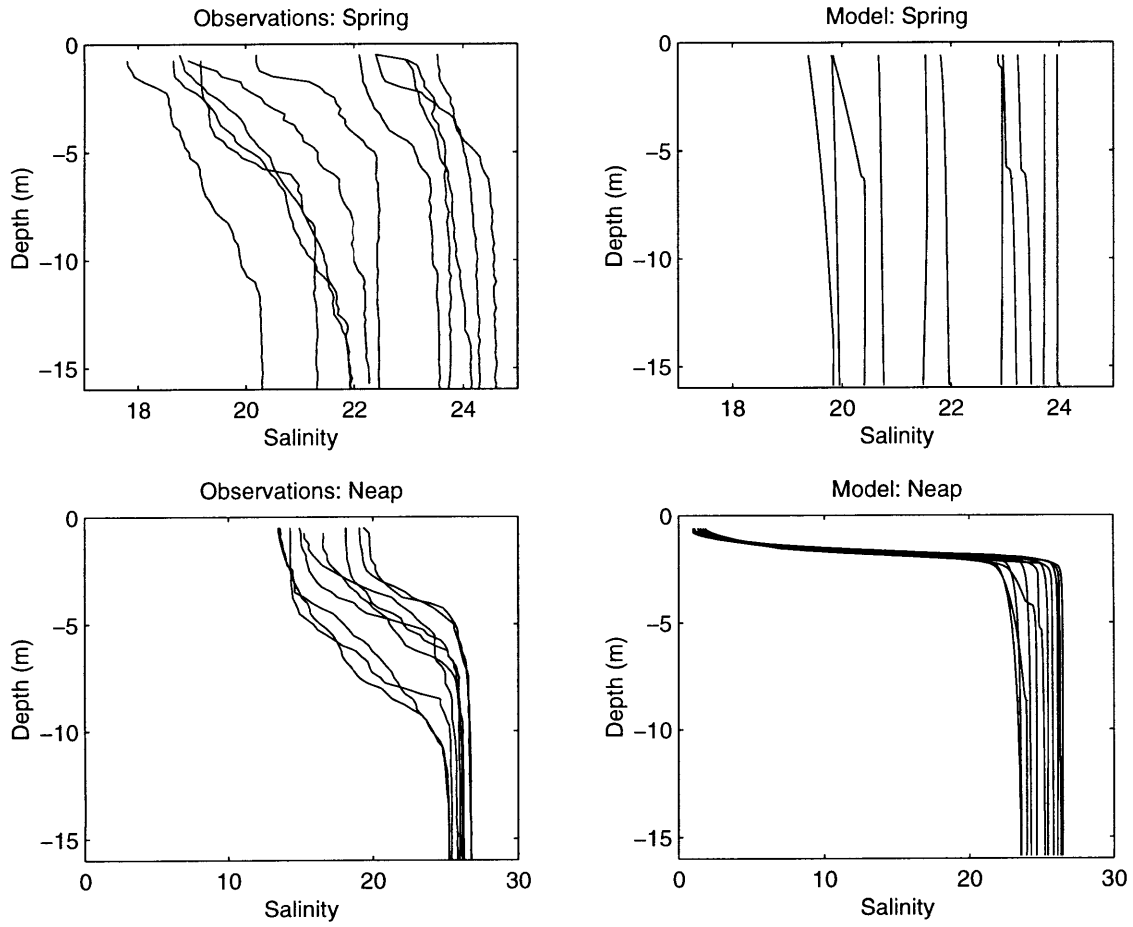 Observations: Spring
0
−5
−10
−15
Depth (m)
18 20 22 24
Salinity
Model: Spring
0
−5
−10
−15
Depth (m)
18 20 22 24
Salinity
Observations: Neap
0
−5
−10
−15
Depth (m)
0 10 20 30
Salinity
Model: Neap
0
−5
−10
−15
Depth (m)
0 10 20 30
Salinity